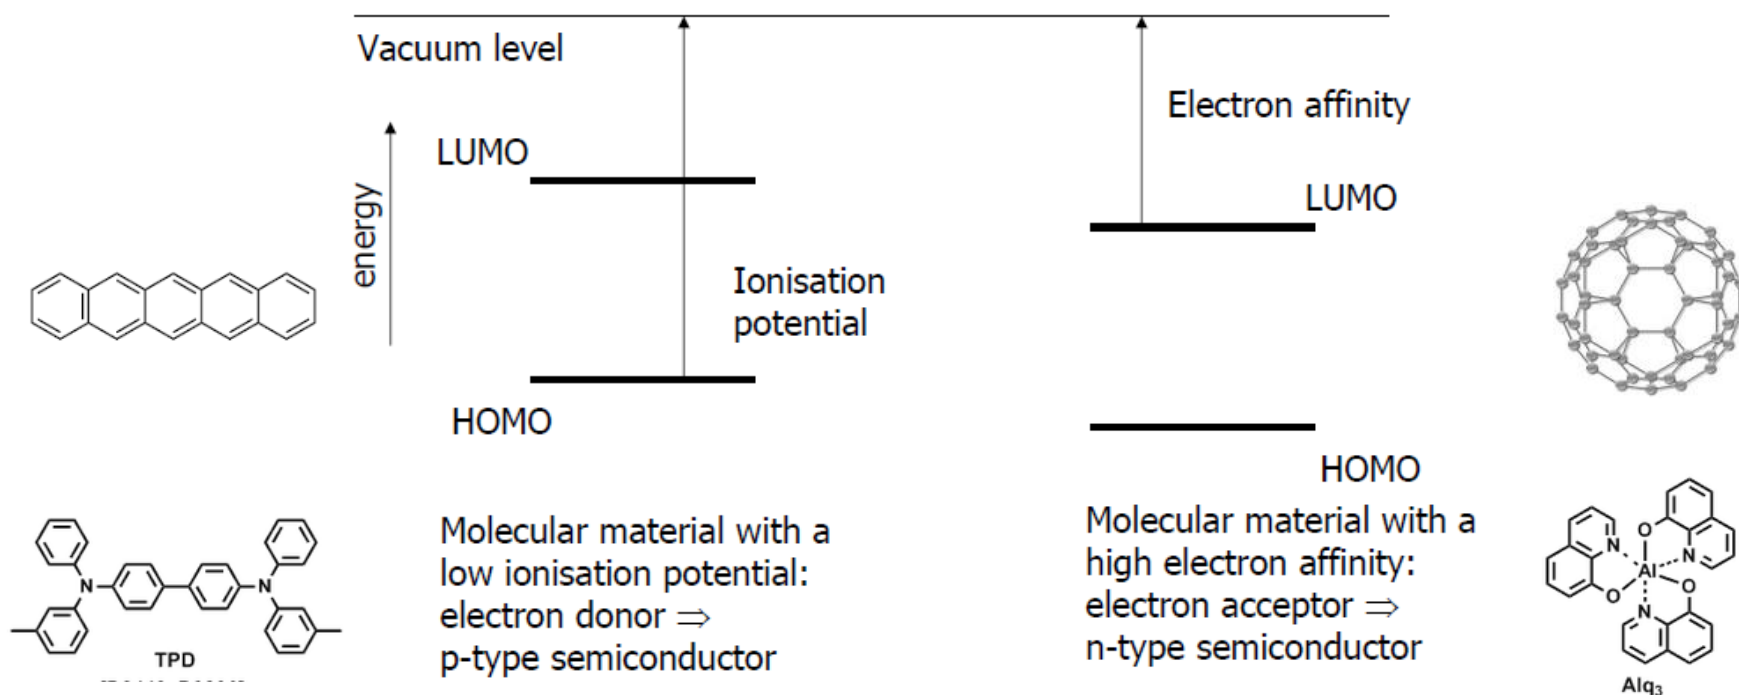 Vacuum level
Electron affinity
LUMO
energy
LUMO
Ionisation
potential
HOMO
HOMO
Molecular material with a
low ionisation potential:
electron donor ⇒
p-type semiconductor
Molecular material with a
high electron affinity:
electron acceptor ⇒
n-type semiconductor
N
N
TPD
O
N
N
Al
O
O
N
Alq3